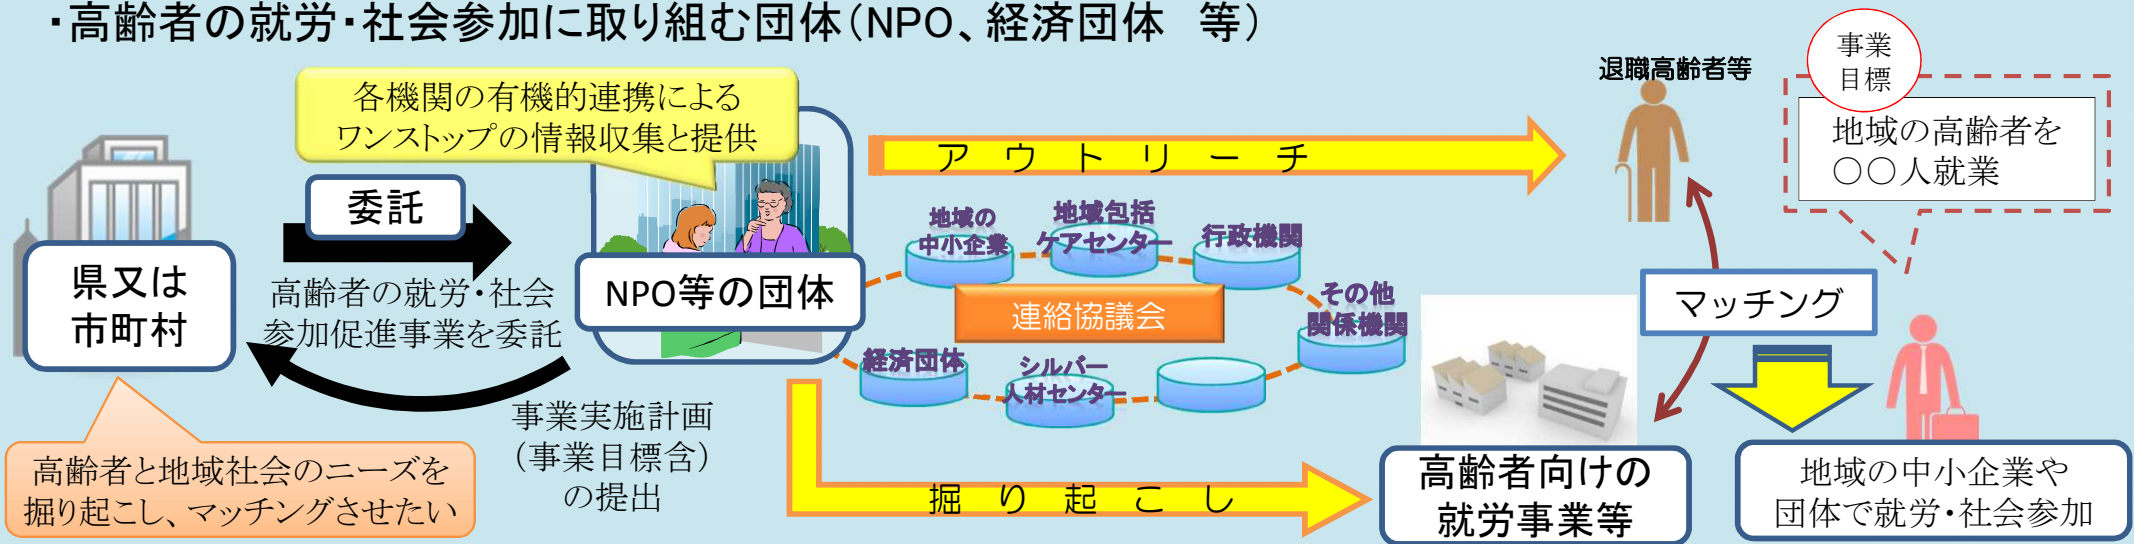 ・高齢者の就労・社会参加に取り組む団体(NPO、経済団体　等)
各機関の有機的連携による
ワンストップの情報収集と提供
委託
県又は
市町村
高齢者の就労・社会
参加促進事業を委託
NPO等の団体
事業実施計画
(事業目標含)
の提出
高齢者と地域社会のニーズを
掘り起こし、マッチングさせたい
アウトリーチ
地域の
中小企業
地域包括
ケアセンター
行政機関
その他
関係機関
連絡協議会
経済団体
シルバー
人材センター
掘り起こし
退職高齢者等
事業
目標
地域の高齢者を
○○人就業
マッチング
高齢者向けの
就労事業等
地域の中小企業や
団体で就労・社会参加